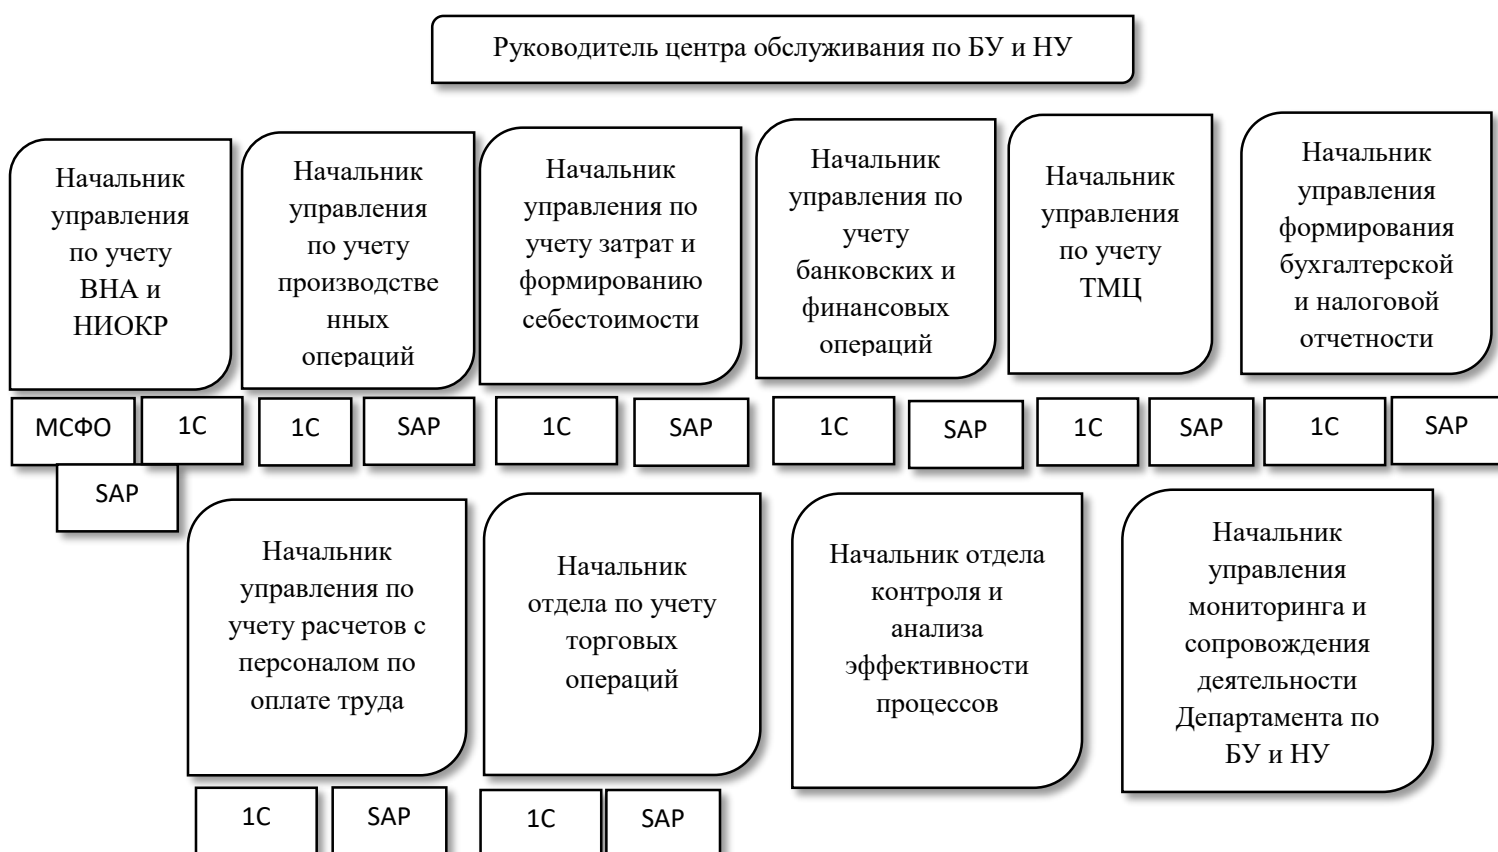 Руководитель центра обслуживания по БУ и НУ
Начальник
управления
по учету
ВНА и
НИОКР
Начальник
управления
по учету
производстве
нных
операций
Начальник
управления по
учету затрат и
формированию
себестоимости
Начальник
управления по
учету
банковских и
финансовых
операций
Начальник
управления
по учету
ТМЦ
Начальник
управления
формирования
бухгалтерской
и налоговой
отчетности
МСФО
1С
SAP
1С
SAP
1С
SAP
1С
SAP
1С
SAP
1С
SAP
Начальник
управления по
учету расчетов с
персоналом по
оплате труда
Начальник
отдела по учету
торговых
операций
Начальник отдела
контроля и
анализа
эффективности
процессов
Начальник
управления
мониторинга и
сопровождения
деятельности
Департамента по
БУ и НУ
1С
SAP
1С
SAP